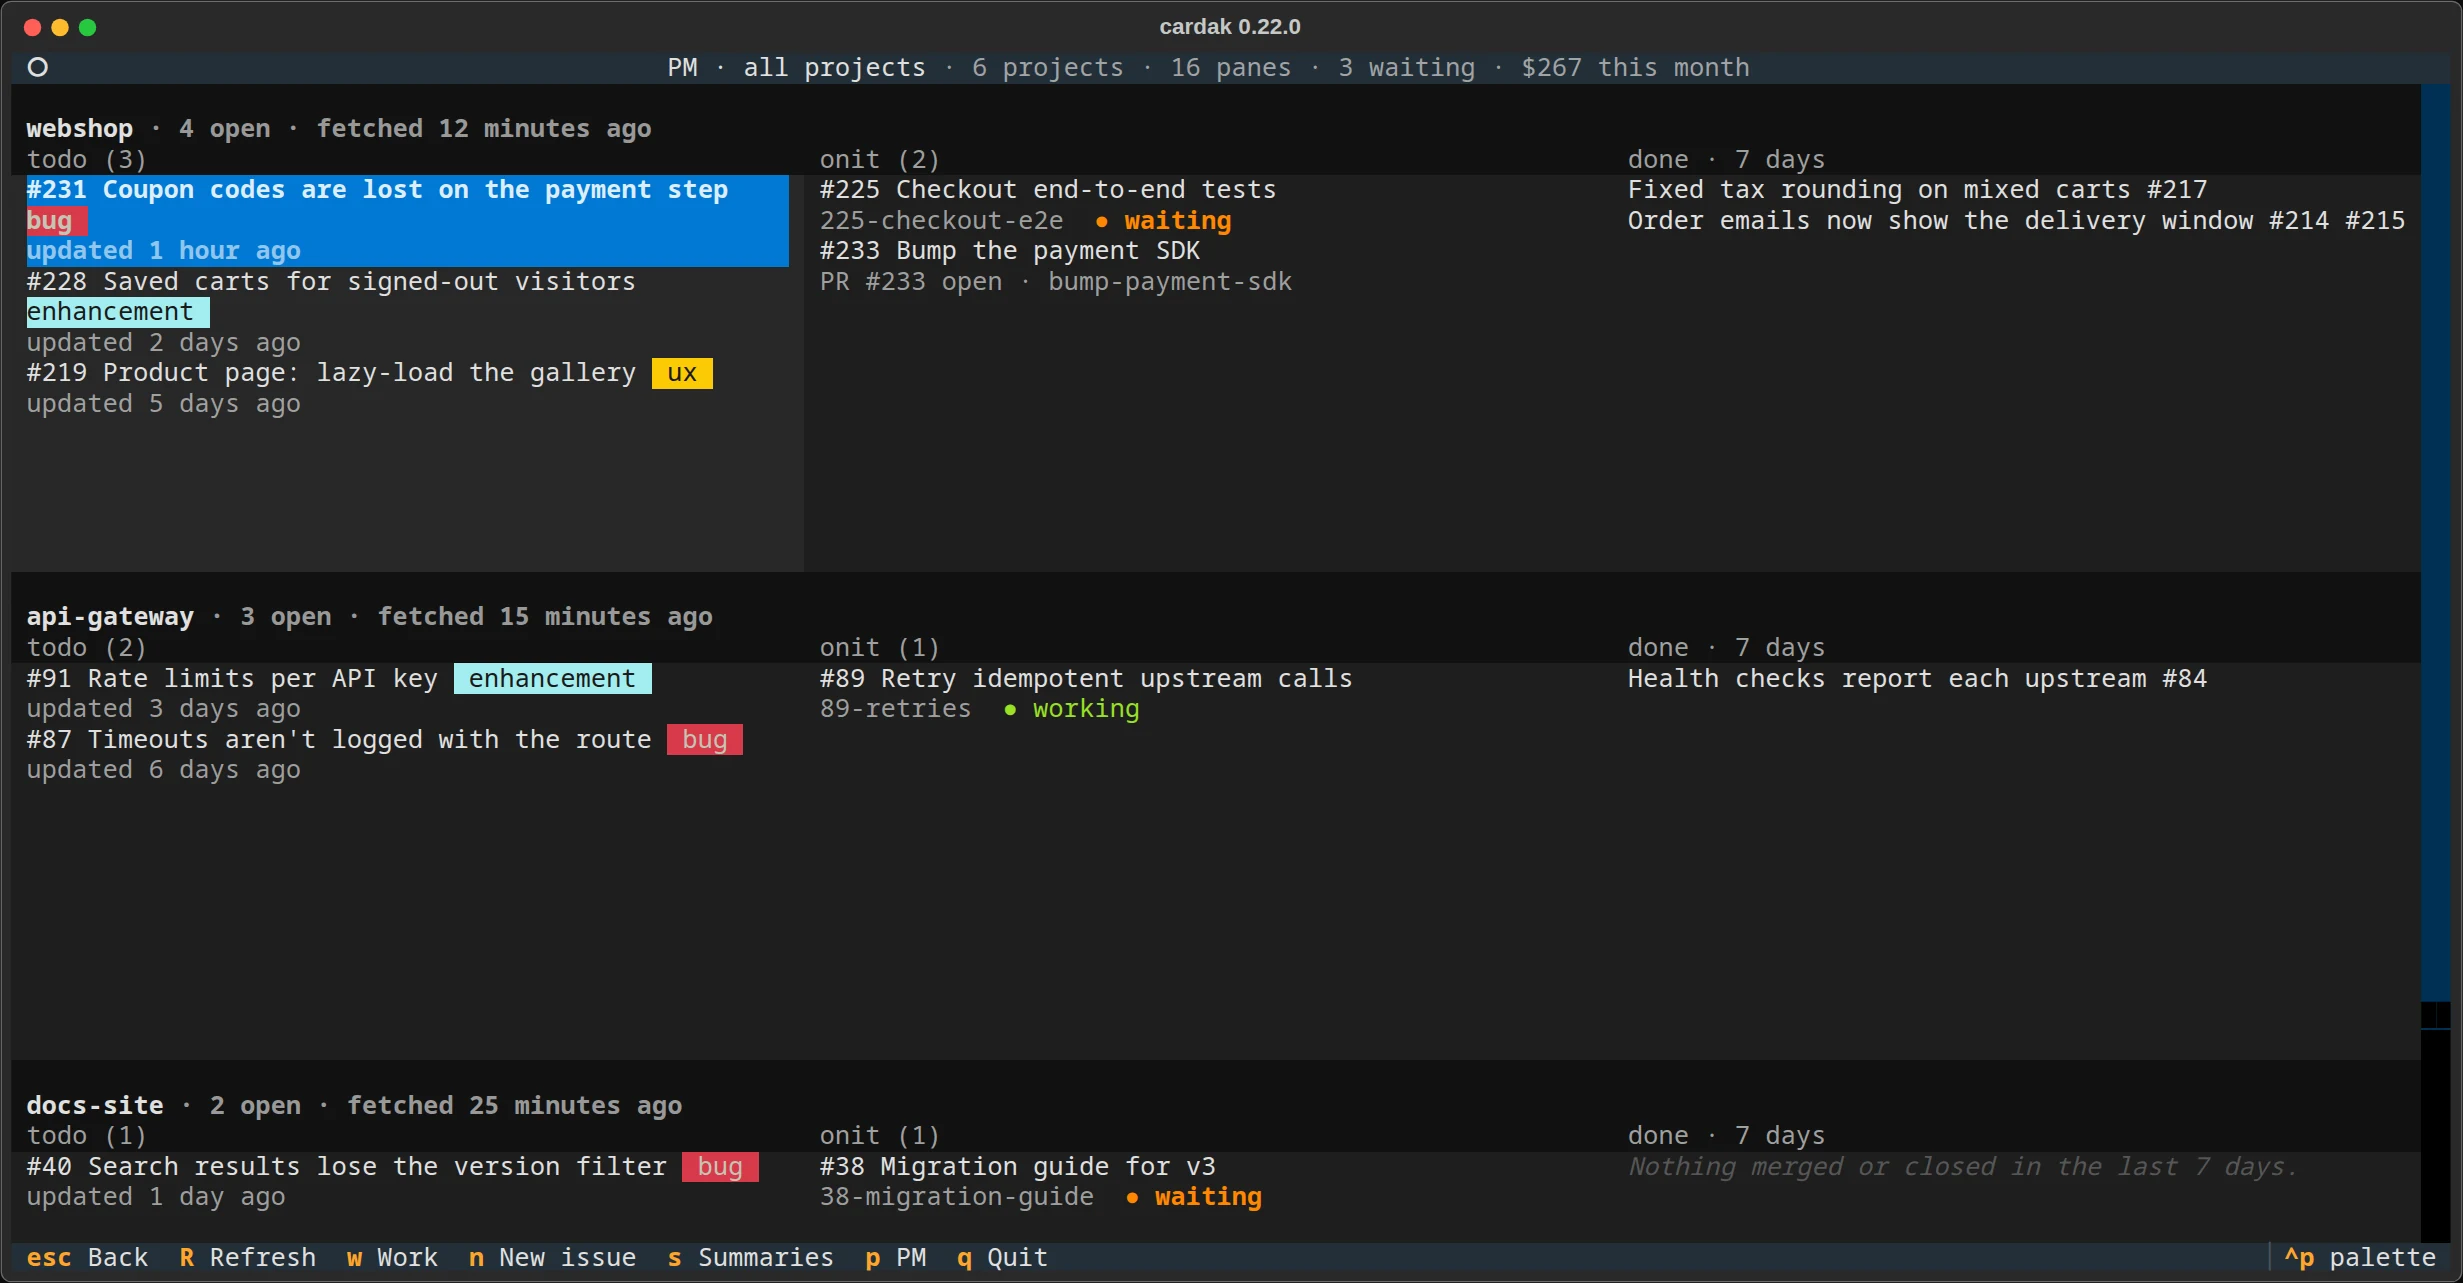 cardak 0.22.0
PM · all projects · 6 projects · 16 panes · 3 waiting · $267 this month
webshop · 4 open · fetched 12 minutes ago
todo (3)
#231 Coupon codes are lost on the payment step
bug
updated 1 hour ago
#228 Saved carts for signed-out visitors
enhancement
updated 2 days ago
#219 Product page: lazy-load the gallery ux
updated 5 days ago
onit (2)
#225 Checkout end-to-end tests
225-checkout-e2e ● waiting
#233 Bump the payment SDK
PR #233 open · bump-payment-sdk
done · 7 days
Fixed tax rounding on mixed carts #217
Order emails now show the delivery window #214 #215
api-gateway · 3 open · fetched 15 minutes ago
todo (2)
#91 Rate limits per API key enhancement
updated 3 days ago
#87 Timeouts aren't logged with the route bug
updated 6 days ago
onit (1)
#89 Retry idempotent upstream calls
89-retries ● working
done · 7 days
Health checks report each upstream #84
docs-site · 2 open · fetched 25 minutes ago
todo (1)
#40 Search results lose the version filter bug
updated 1 day ago
onit (1)
#38 Migration guide for v3
38-migration-guide ● waiting
done · 7 days
Nothing merged or closed in the last 7 days.
esc Back R Refresh w Work n New issue s Summaries p PM q Quit ^p palette